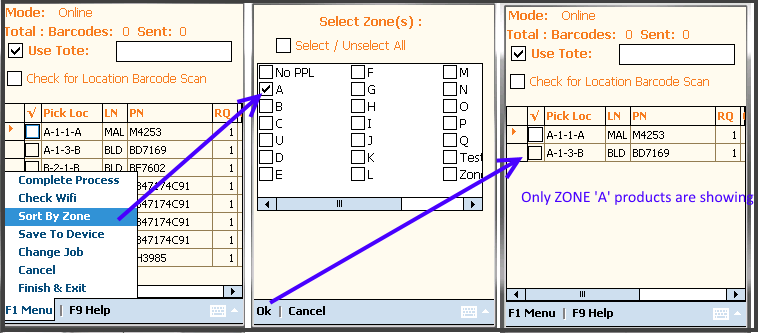 Mode: Online
Total : Barcodes: 0 Sent: 0
Use Tote:
Check for Location Barcode Scan
√ Pick Loc LN PN RQ
A-1-1-A MAL M4253 1
A-1-3-B BLD BD7169 1
B-2-1-B BLD BF7602 1
347174C91 1
347174C91 1
347174C91 1
347174C91 1
H3985 1
Complete Process
Check Wifi
Sort By Zone
Save To Device
Change Job
Cancel
Finish & Exit
F1 Menu | F9 Help
Select Zone(s) :
Select / Unselect All
No PPL F M
A G N
B H O
C I P
U J Q
D K Test
E L Zon
Ok | Cancel
Mode: Online
Total : Barcodes: 0 Sent: 0
Use Tote:
Check for Location Barcode Scan
√ Pick Loc LN PN RQ
A-1-1-A MAL M4253 1
A-1-3-B BLD BD7169 1
Only ZONE 'A' products are showing
F1 Menu | F9 Help